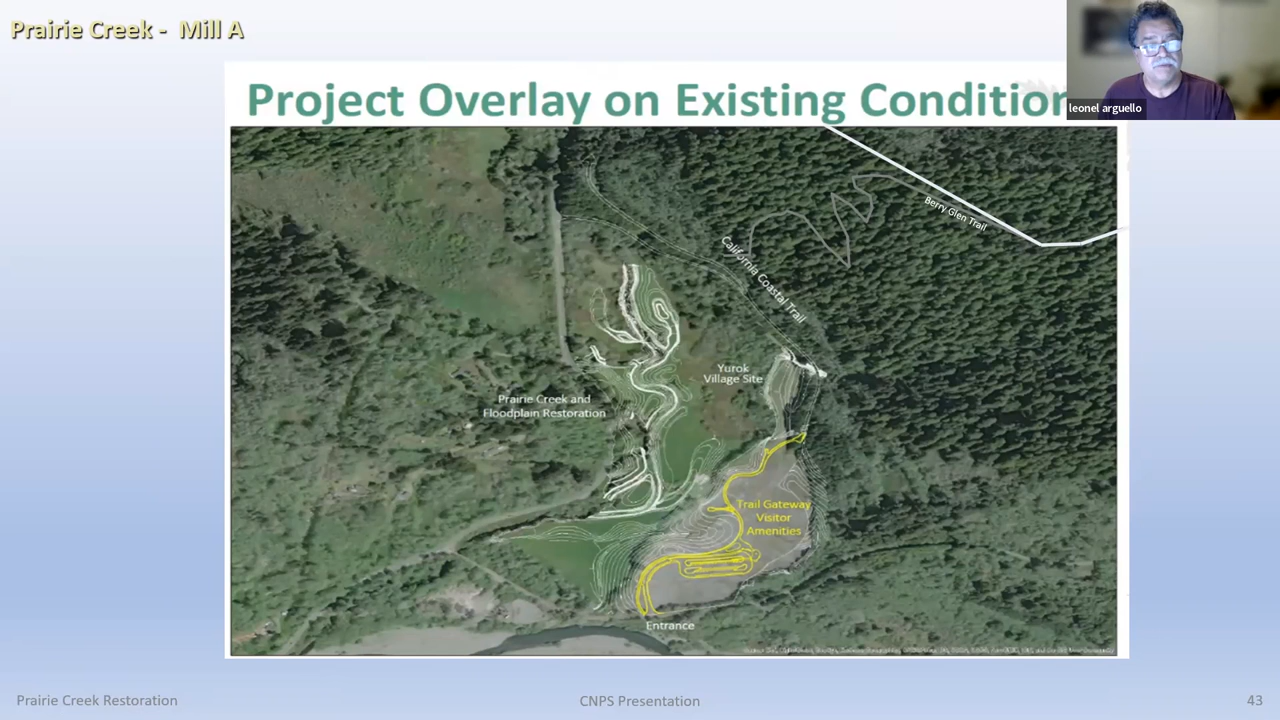 Prairie Creek - Mill A
Project Overlay on Existing Condition
leonel arguello
Berry Glen Trail
California Coastal Trail
Yurok
Village Site
Prairie Creek and
Floodplain Restoration
Trail Gateway
Visitor
Amenities
Entrance
Prairie Creek Restoration
CNPS Presentation
43